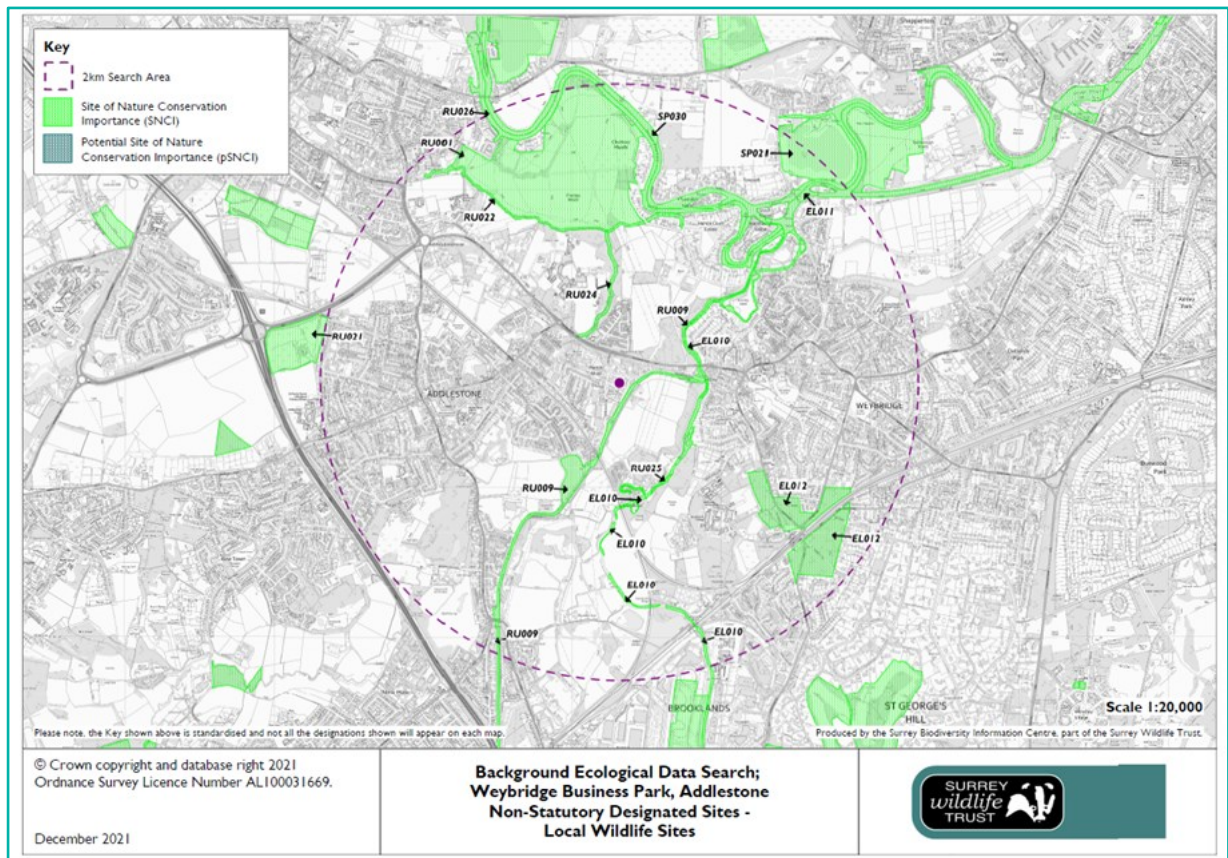 Key
2km Search Area
Site of Nature Conservation
Importance (SNCI)
Potential Site of Nature
Conservation Importance (pSNCI)
Shepperton
RU026
SP030
RU001
SP028
RU022
EL011
RU024
RU009
EL010
RU021
ADDLESTONE
WEYBRIDGE
RU025
RU009
EL010
EL012
EL010
EL012
EL010
RU009
EL010
BROOKLANDS
ST GEORGE'S
HILL
Scale 1:20,000
Please note, the Key shown above is standardised and not all the designations shown will appear on each map.
Produced by the Surrey Biodiversity Information Centre, part of the Surrey Wildlife Trust.
© Crown copyright and database right 2021
Ordnance Survey Licence Number AL100031669.
December 2021
Background Ecological Data Search;
Weybridge Business Park, Addlestone
Non-Statutory Designated Sites -
Local Wildlife Sites
SURREY
wildlife
TRUST